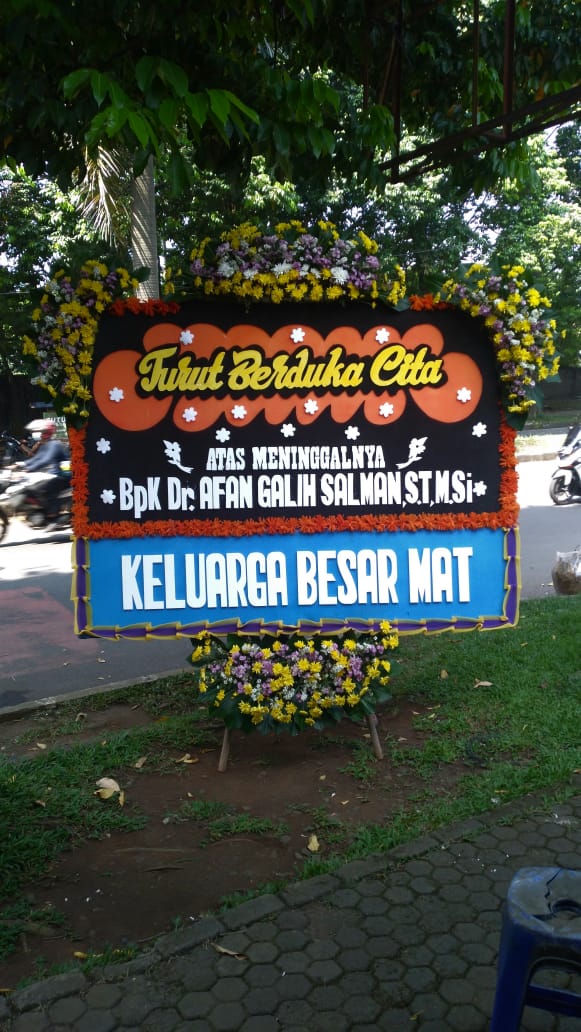 Turut Berduka Cita
ATAS MENINGGALNYA
BpK Dr. AFAN GALIH SALMAN,S.T,M.Si
KELUARGA BESAR MAT